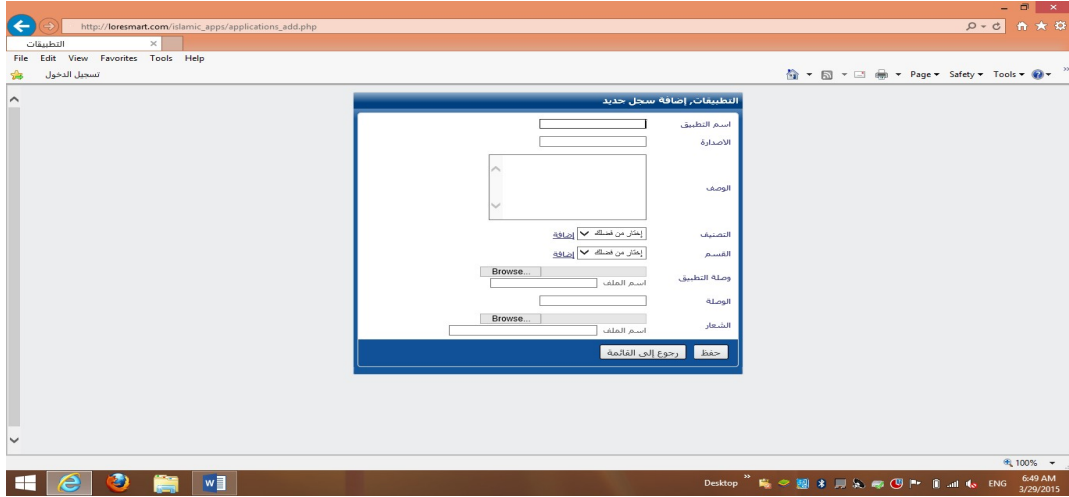 http://loresmart.com/islamic_apps/applications_add.php
التطبيقات
File Edit View Favorites Tools Help
تسجيل الدخول
Page Safety Tools
التطبيقات, إضافة سجل جديد
اسم التطبيق
الاصدارة
الوصف
التصنيف إختار من فضلك إضافة
القسم إختار من فضلك إضافة
وصلة التطبيق Browse...
اسم الملف
الوصلة
الشعار Browse...
اسم الملف
حفظ رجوع إلى القائمة
100%
Desktop ENG 6:49 AM
3/29/2015